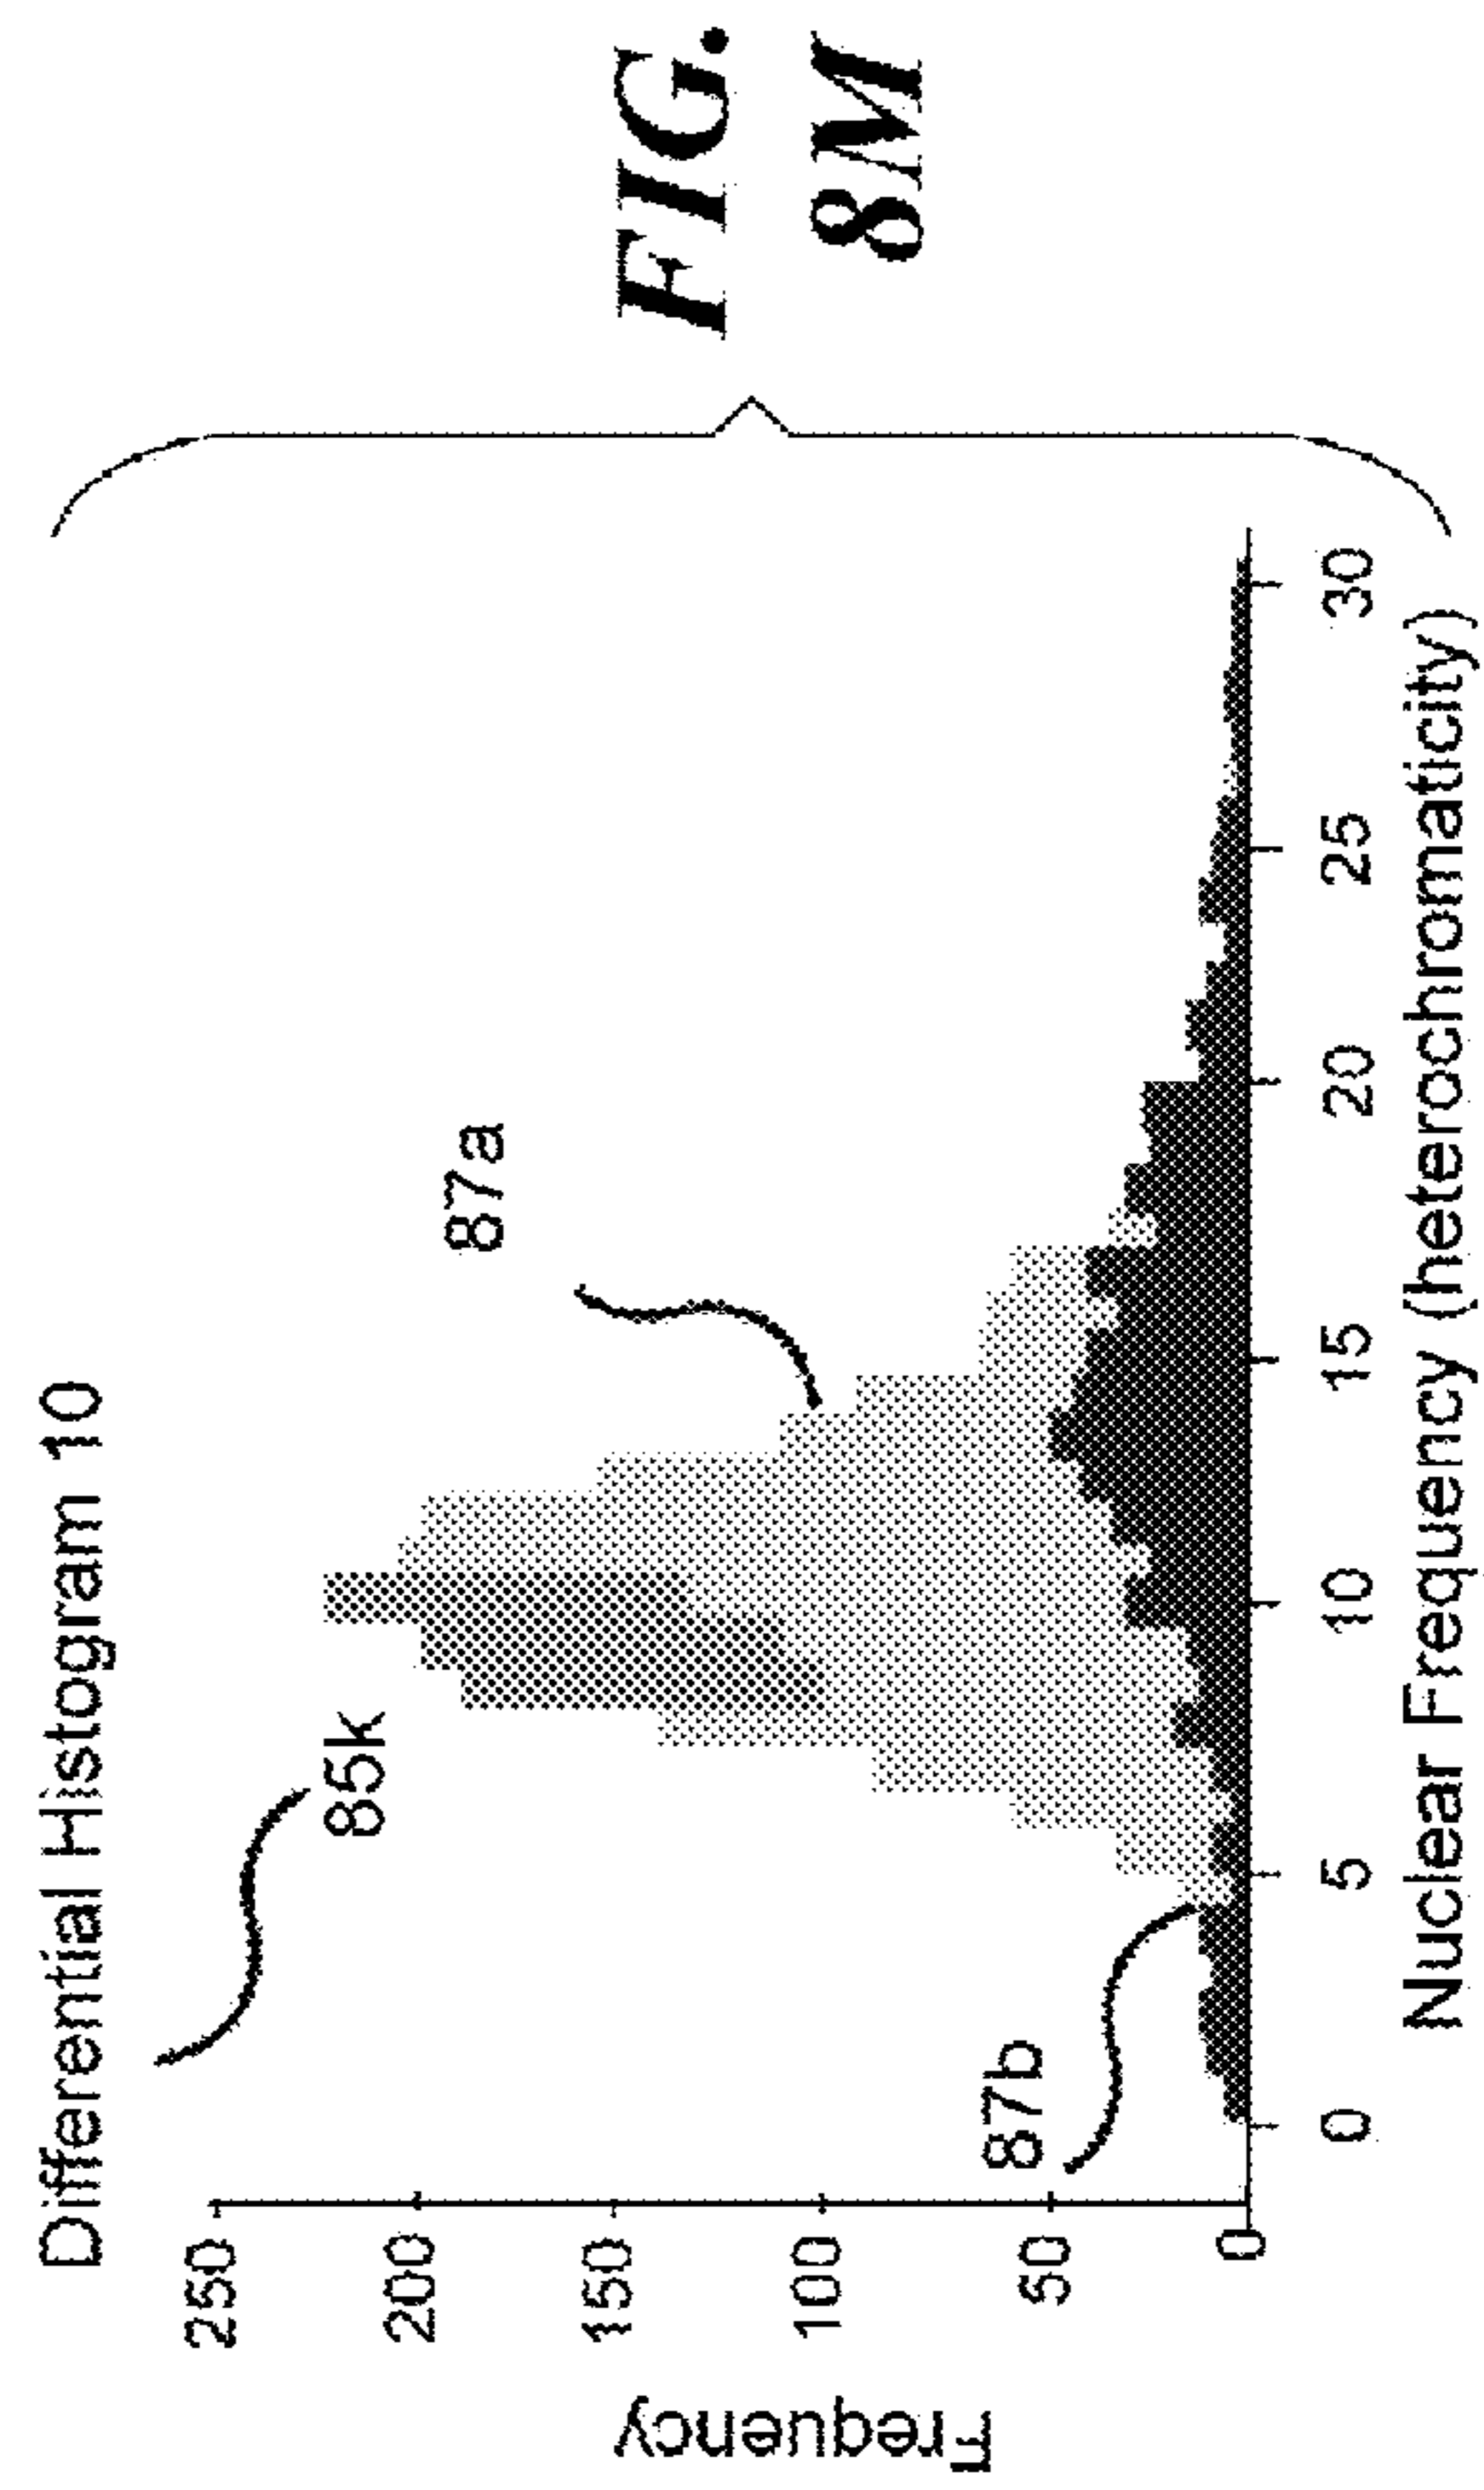 Differential Histogram 10
85k
87a
87b
Frequency
250
200
150
100
50
0
0 5 10 15 20 25 30
Nuclear Frequency (heterochromaticity)
FIG.
8M